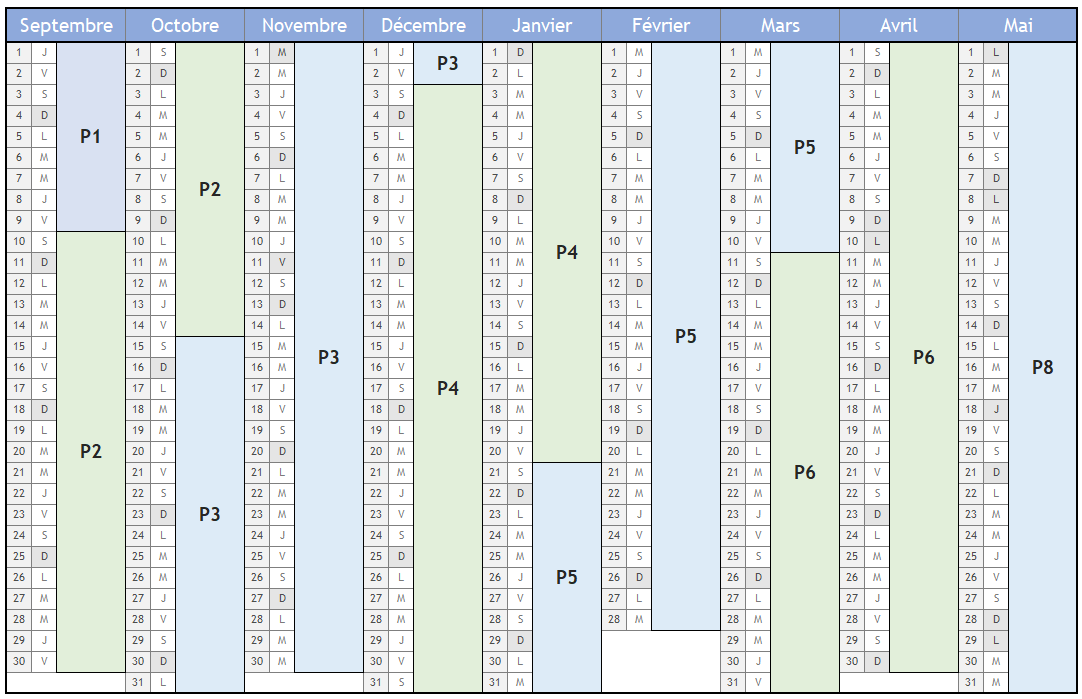 Septembre Octobre Novembre Décembre Janvier Février Mars Avril Mai
1 J 1 S 1 M 1 J P3 1 D 1 M 1 M 1 S 1 L
2 V 2 D 2 M 2 V 2 L 2 J 2 J 2 D 2 M
3 S 3 L 3 J 3 S 3 M 3 V 3 V 3 L 3 M
4 D 4 M 4 V 4 D 4 M 4 S 4 S 4 M 4 J
5 L P1 5 M 5 S 5 L 5 J 5 D 5 D P5 5 M 5 V
6 M 6 J 6 D 6 M 6 V 6 L 6 L 6 J 6 S
7 M 7 V P2 7 L 7 M 7 S 7 M 7 M 7 V 7 D
8 J 8 S 8 M 8 J 8 D 8 M 8 M 8 S 8 L
9 V 9 D 9 M 9 V 9 L 9 J 9 J 9 D 9 M
10 S 10 L 10 J 10 S 10 M P4 10 V 10 V 10 L 10 M
11 D 11 M 11 V 11 D 11 M 11 S 11 S 11 M 11 J
12 L 12 M 12 S 12 L 12 J 12 D 12 D 12 M 12 V
13 M 13 J 13 D 13 M 13 V 13 L 13 L 13 J 13 S
14 M 14 V 14 L 14 M 14 S 14 M P5 14 M 14 V 14 D
15 J 15 S 15 M P3 15 J 15 D 15 M 15 M 15 S P6 15 L
16 V 16 D 16 M 16 V 16 L 16 J 16 J 16 D 16 M P8
17 S 17 L 17 J 17 S P4 17 M 17 V 17 V 17 L 17 M
18 D 18 M 18 V 18 D 18 M 18 S 18 S 18 M 18 J
19 L 19 M 19 S 19 L 19 J 19 D 19 D 19 M 19 V
20 M P2 20 J 20 D 20 M 20 V 20 L 20 L 20 J 20 S
21 M 21 V 21 L 21 M 21 S 21 M 21 M P6 21 V 21 D
22 J 22 S 22 M 22 J 22 D 22 M 22 M 22 S 22 L
23 V 23 D P3 23 M 23 V 23 L 23 J 23 J 23 D 23 M
24 S 24 L 24 J 24 S 24 M 24 V 24 V 24 L 24 M
25 D 25 M 25 V 25 D 25 M 25 S 25 S 25 M 25 J
26 L 26 M 26 S 26 L 26 J P5 26 D 26 D 26 M 26 V
27 M 27 J 27 D 27 M 27 V 27 L 27 L 27 J 27 S
28 M 28 V 28 L 28 M 28 S 28 M 28 M 28 V 28 D
29 J 29 S 29 M 29 J 29 D 29 M 29 S 29 L
30 V 30 D 30 M 30 V 30 L 30 J 30 D 30 M
31 L 31 S 31 M 31 V 31 M